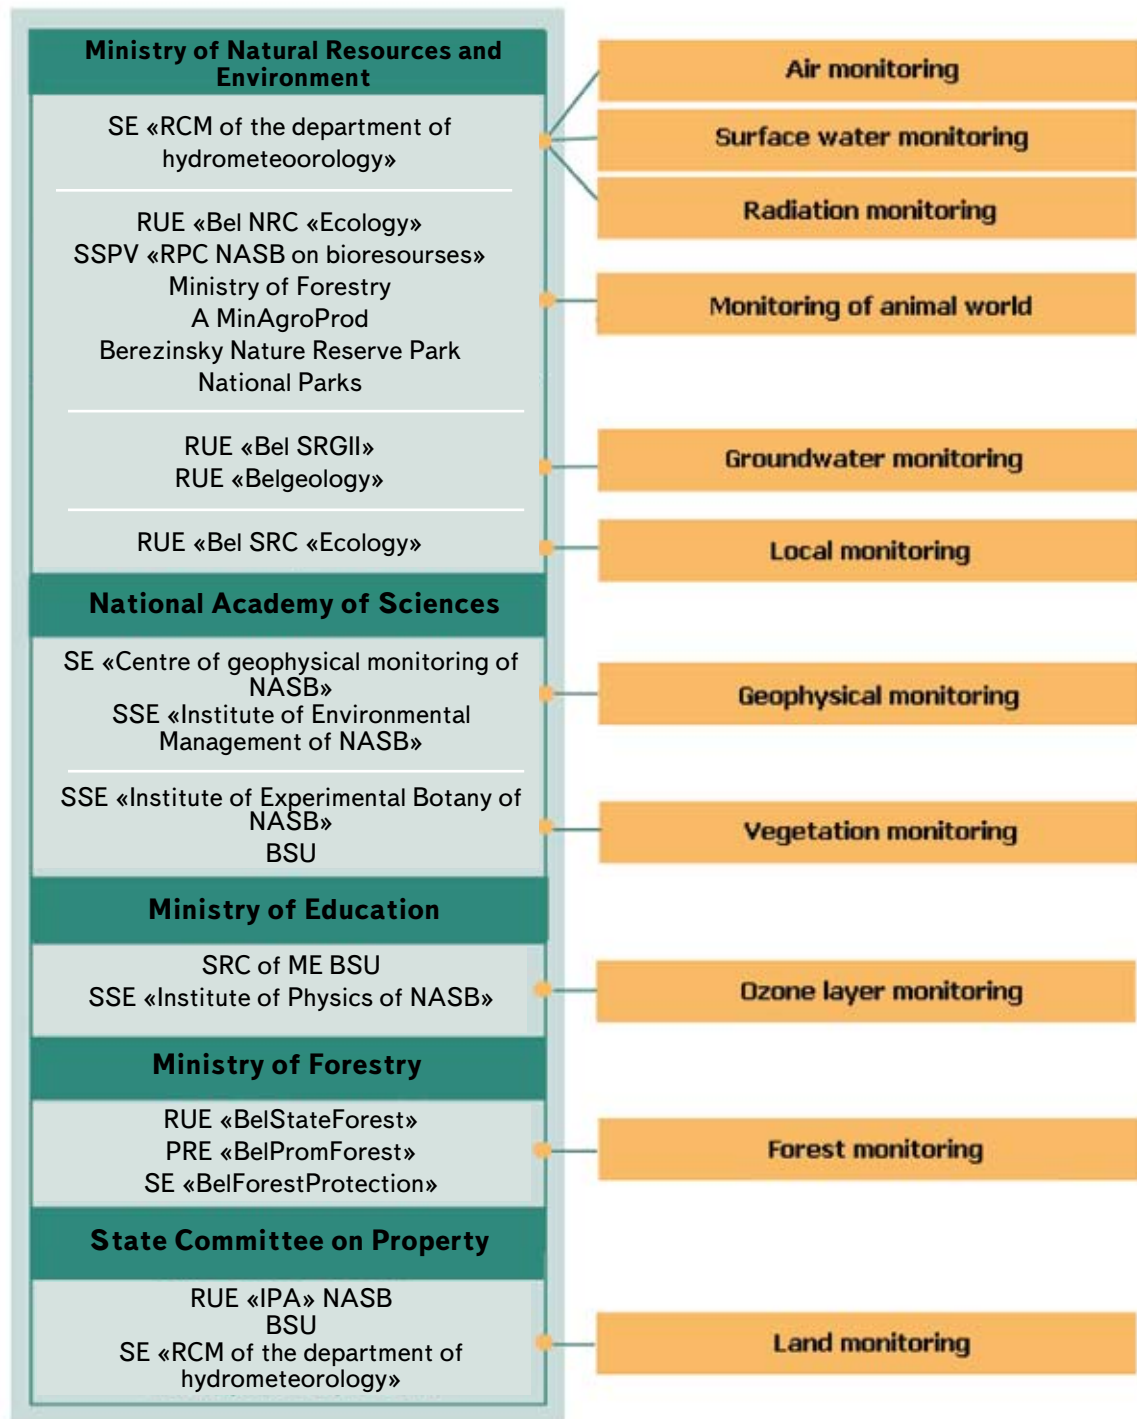 Ministry of Natural Resources and
Environment
SE «RCM of the department of
hydrometeoorology»
RUE «Bel NRC «Ecology»
SSPV «RPC NASB on bioresourses»
Ministry of Forestry
A MinAgroProd
Berezinsky Nature Reserve Park
National Parks
RUE «Bel SRGII»
RUE «Belgeology»
RUE «Bel SRC «Ecology»
National Academy of Sciences
SE «Centre of geophysical monitoring of
NASB»
SSE «Institute of Environmental
Management of NASB»
SSE «Institute of Experimental Botany of
NASB»
BSU
Ministry of Education
SRC of ME BSU
SSE «Institute of Physics of NASB»
Ministry of Forestry
RUE «BelStateForest»
PRE «BelPromForest»
SE «BelForestProtection»
State Committee on Property
RUE «IPA» NASB
BSU
SE «RCM of the department of
hydrometeorology»
Air monitoring
Surface water monitoring
Radiation monitoring
Monitoring of animal world
Groundwater monitoring
Local monitoring
Geophysical monitoring
Vegetation monitoring
Ozone layer monitoring
Forest monitoring
Land monitoring